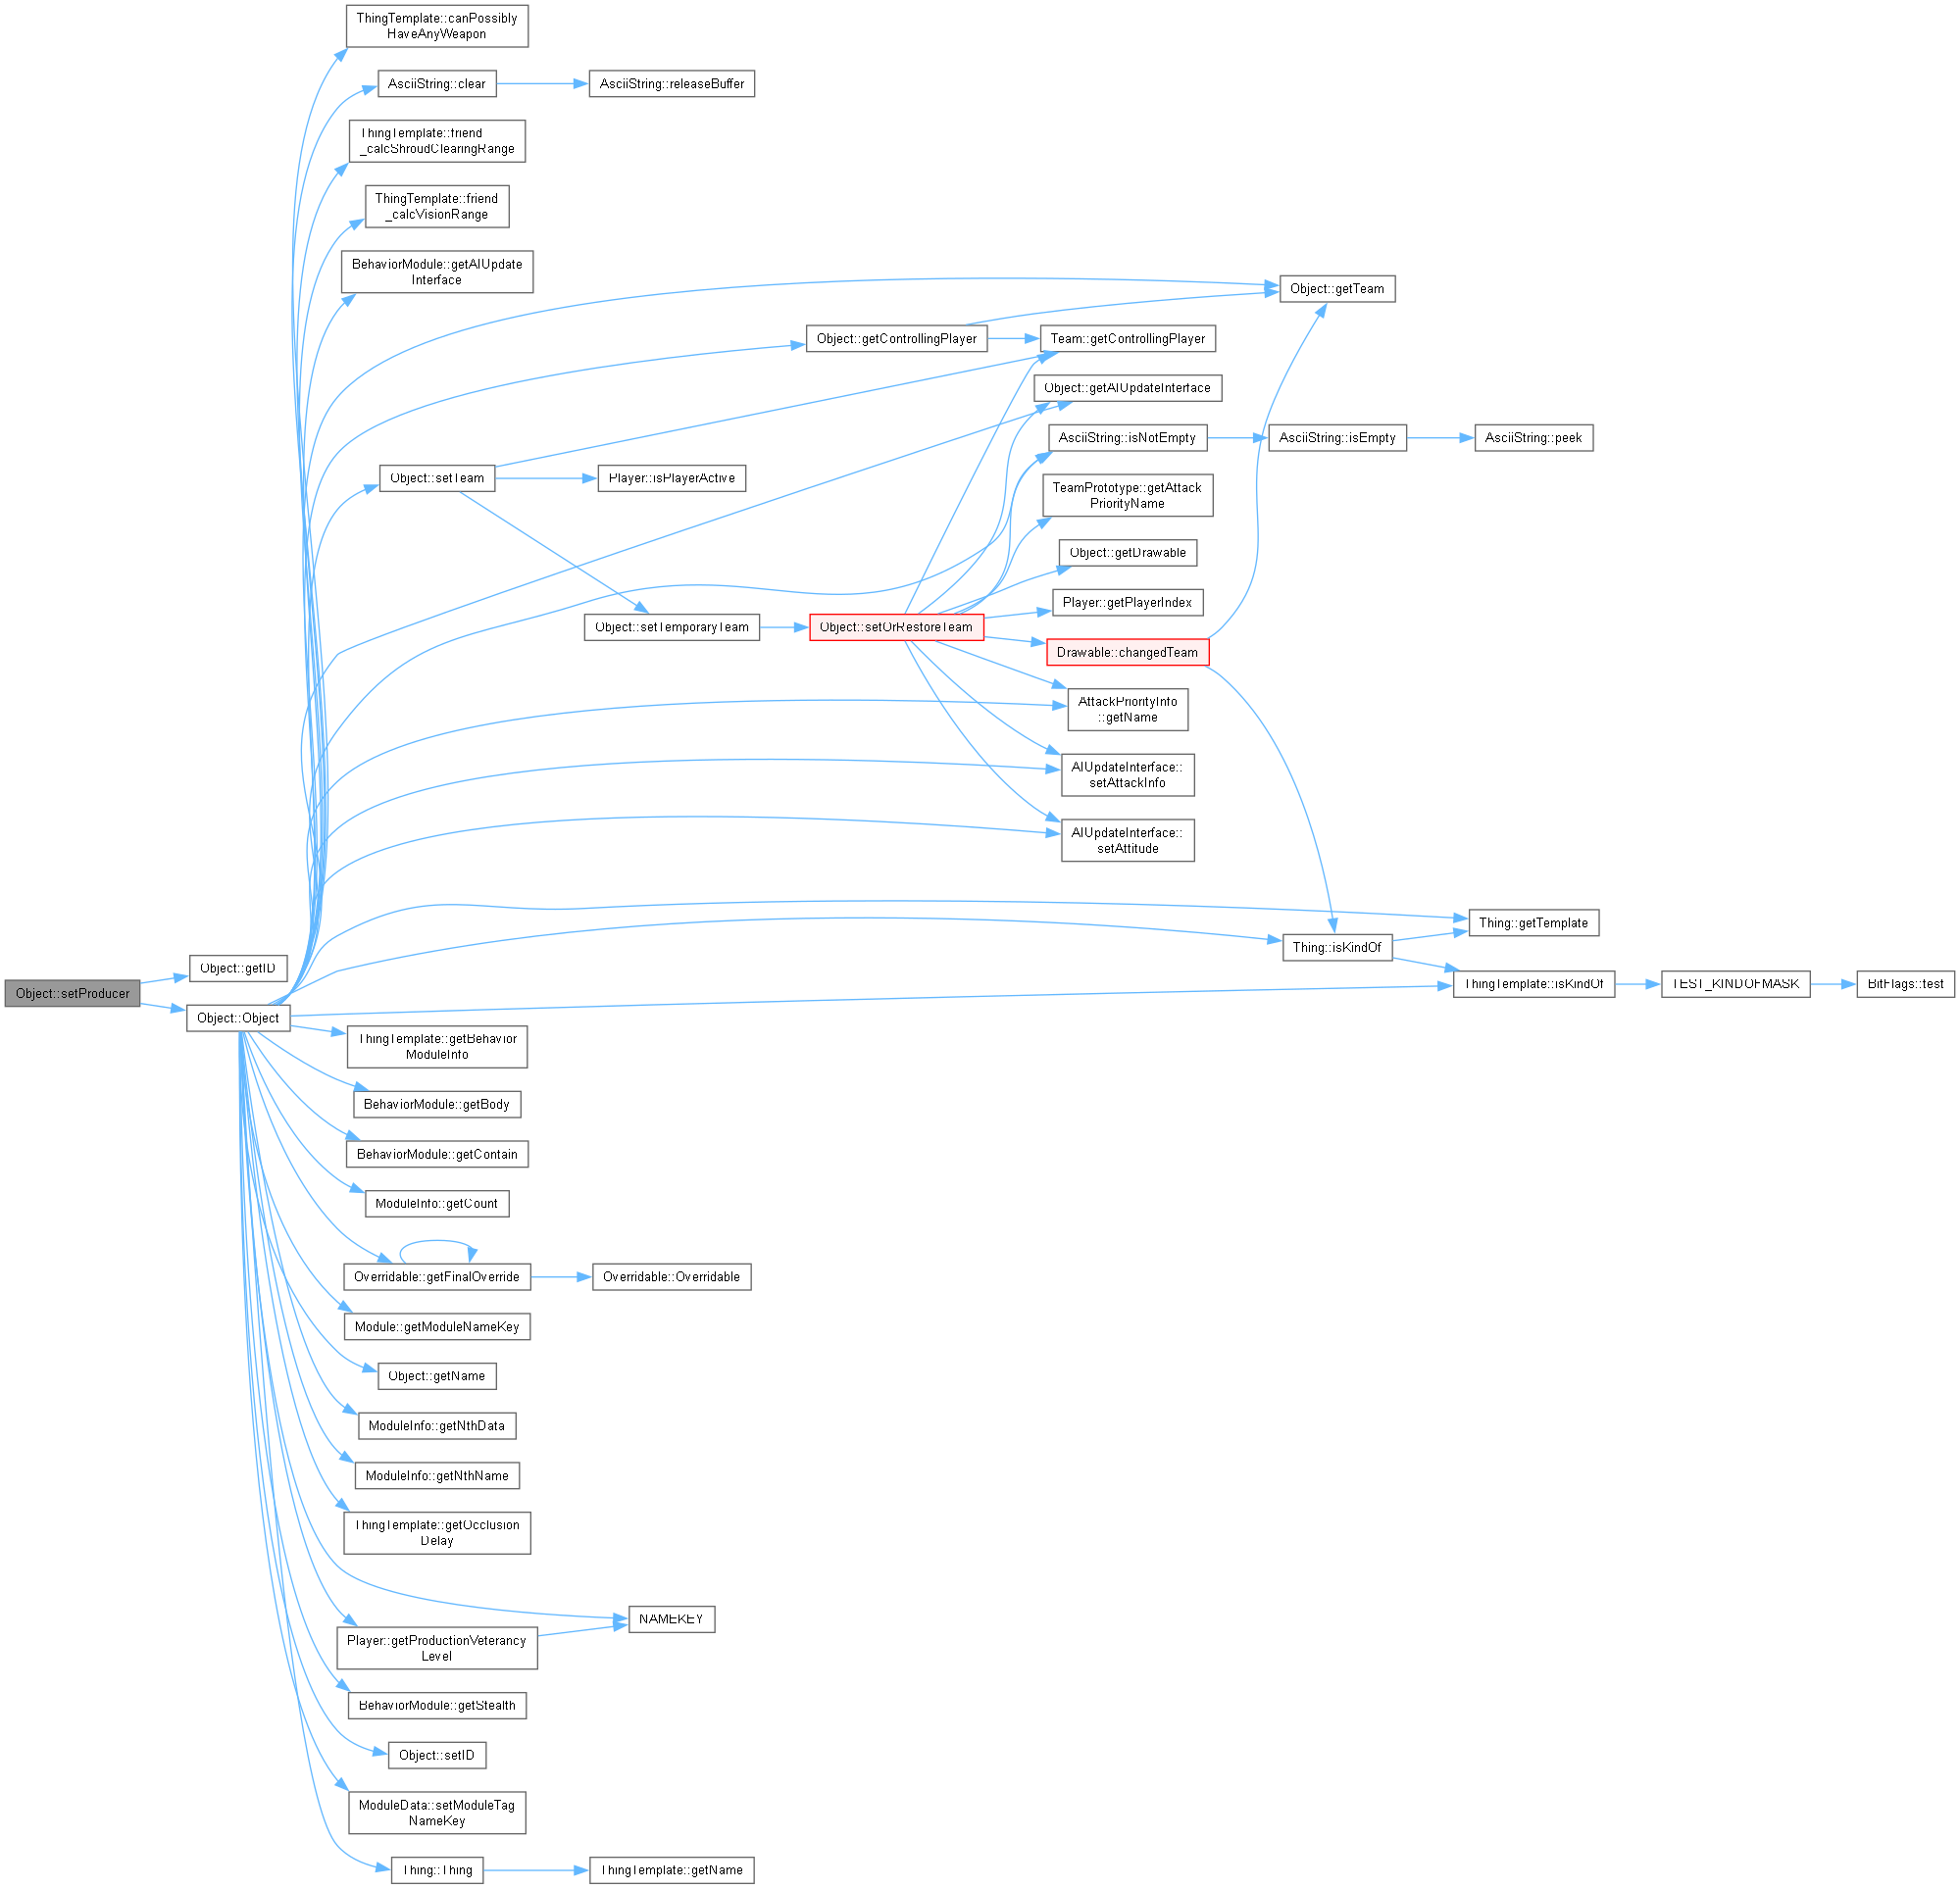 ThingTemplate::canPossibly
HaveAnyWeapon
AsciiString::clear
AsciiString::releaseBuffer
ThingTemplate::friend
_calcShroudClearingRange
ThingTemplate::friend
_calcVisionRange
BehaviorModule::getAIUpdate
Interface
Object::getTeam
Object::getControllingPlayer
Team::getControllingPlayer
Object::getAIUpdateInterface
AsciiString::isNotEmpty
AsciiString::isEmpty
AsciiString::peek
Object::setTeam
Player::isPlayerActive
TeamPrototype::getAttack
PriorityName
Object::getDrawable
Player::getPlayerIndex
Object::setTemporaryTeam
Object::setOrRestoreTeam
Drawable::changedTeam
AttackPriorityInfo
::getName
AIUpdateInterface::
setAttackInfo
AIUpdateInterface::
setAttitude
Thing::getTemplate
Thing::isKindOf
Object::getID
Object::setProducer
ThingTemplate::isKindOf
TEST_KINDOFMASK
BitFlags::test
Object::Object
ThingTemplate::getBehavior
ModuleInfo
BehaviorModule::getBody
BehaviorModule::getContain
ModuleInfo::getCount
Overridable::getFinalOverride
Overridable::Overridable
Module::getModuleNameKey
Object::getName
ModuleInfo::getNthData
ModuleInfo::getNthName
ThingTemplate::getOcclusion
Delay
NAMEKEY
Player::getProductionVeterancy
Level
BehaviorModule::getStealth
Object::setID
ModuleData::setModuleTag
NameKey
Thing::Thing
ThingTemplate::getName